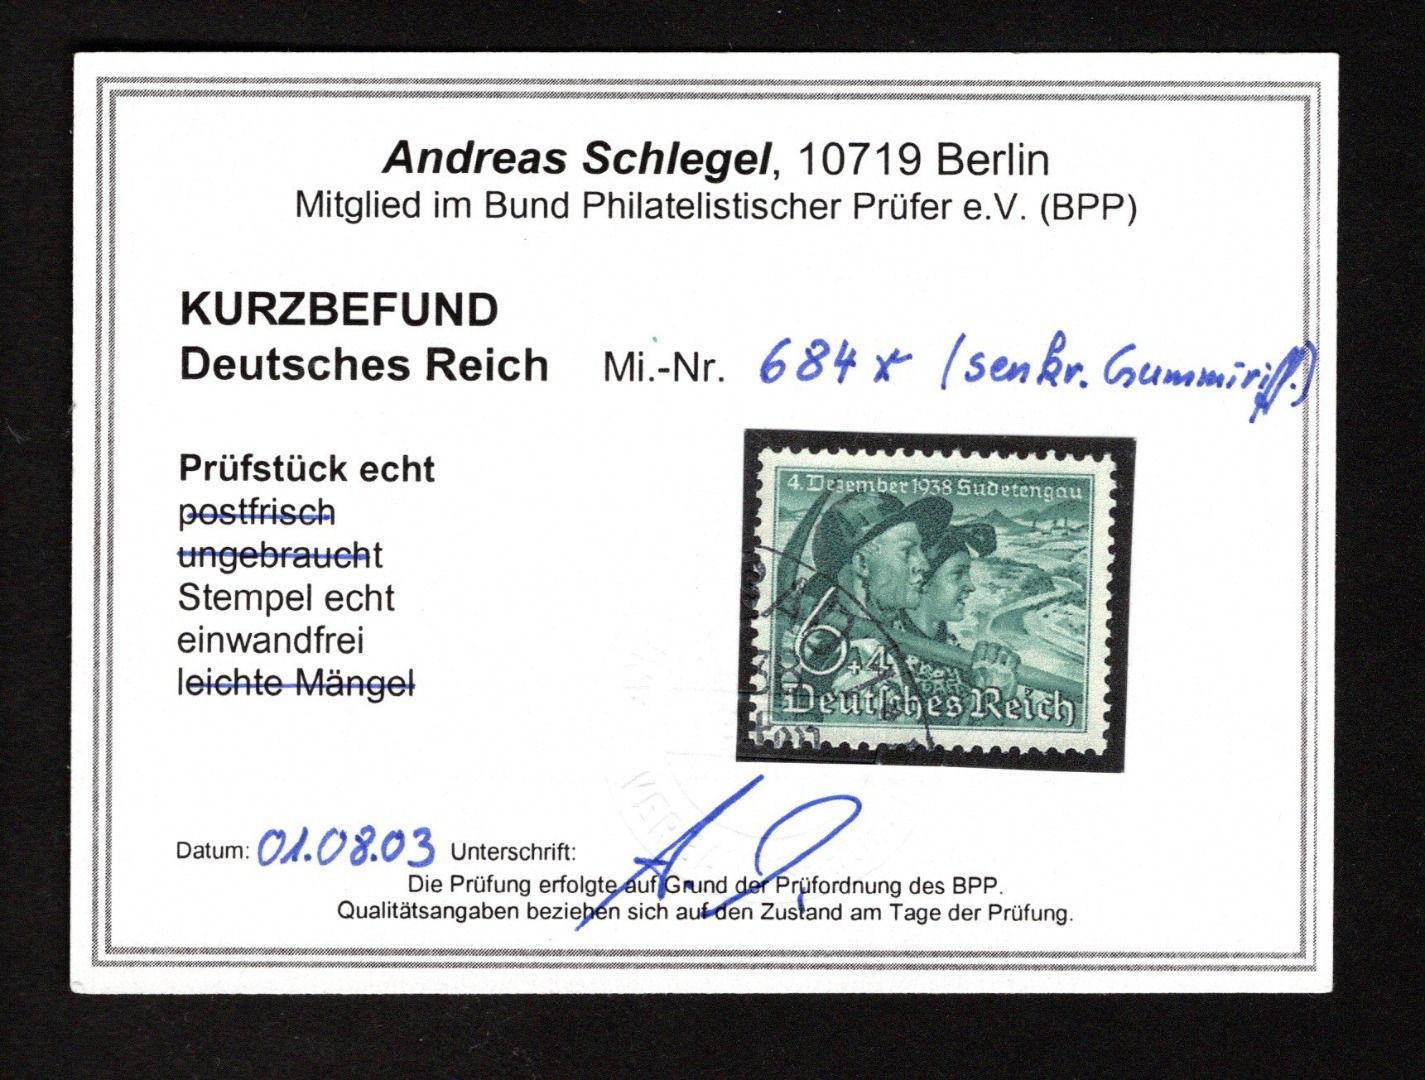 Andreas Schlegel, 10719 Berlin
Mitglied im Bund Philatelistischer Prüfer e.V. (BPP)
KURZBEFUND
Deutsches Reich Mi.-Nr. 684 x (senkr. Gummiriff.)
Prüfstück echt
postfrisch
ungebraucht
Stempel echt
einwandfrei
leichte Mängel
4. Dezember 1938 Sudetengau
6+4
Deutsches Reich
Datum: 01.08.03 Unterschrift:
Die Prüfung erfolgte auf Grund der Prüfordnung des BPP.
Qualitätsangaben beziehen sich auf den Zustand am Tage der Prüfung.